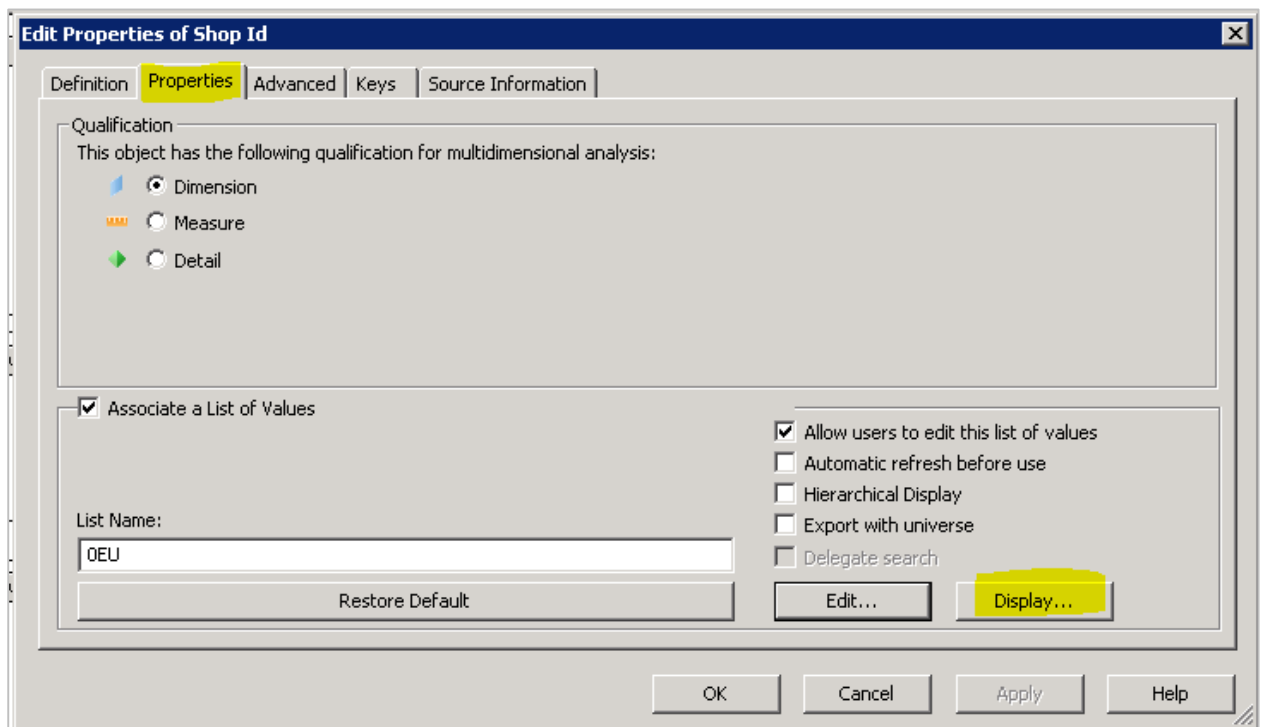 Edit Properties of Shop Id
Definition Properties Advanced Keys Source Information
Qualification
This object has the following qualification for multidimensional analysis:
Dimension
Measure
Detail
Associate a List of Values
Allow users to edit this list of values
Automatic refresh before use
Hierarchical Display
List Name:
Export with universe
0EU
Delegate search
Restore Default
Edit...
Display...
OK
Cancel
Apply
Help